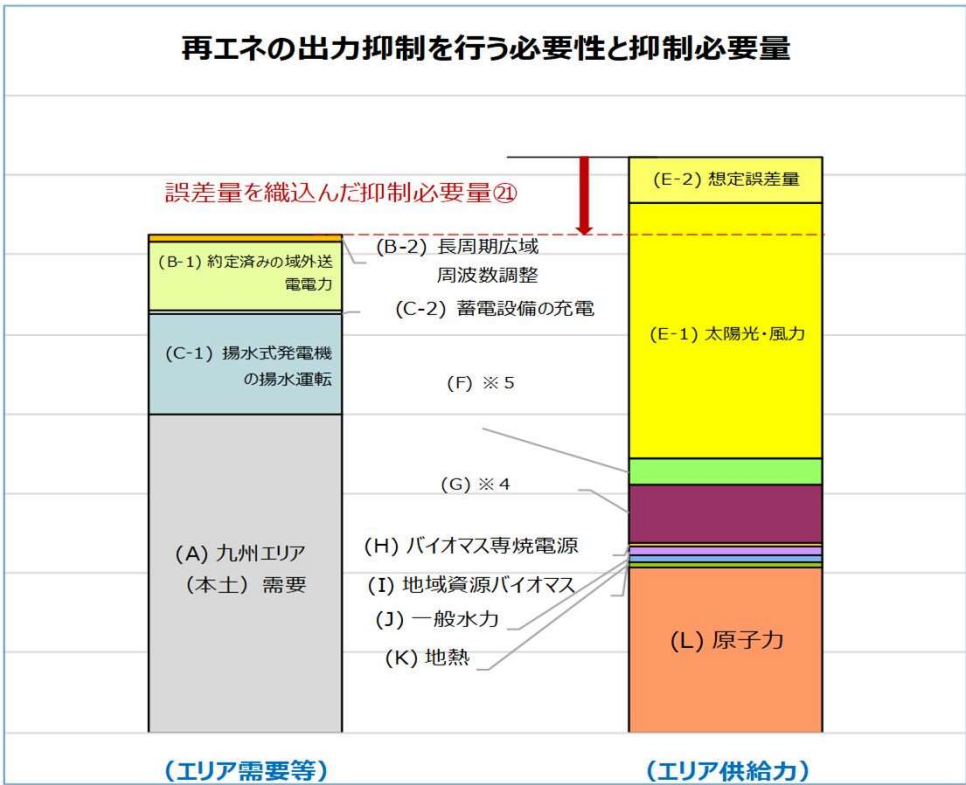 再エネの出力抑制を行う必要性と抑制必要量
誤差量を織込んだ抑制必要量㉑
(B-2) 長周期広域
周波数調整
(B-1) 約定済みの域外送
電電力
(C-2) 蓄電設備の充電
(C-1) 揚水式発電機
の揚水運転
(A) 九州エリア
(本土) 需要
(エリア需要等)
(E-2) 想定誤差量
(E-1) 太陽光・風力
(F) ※5
(G) ※4
(H) バイオマス専焼電源
(I) 地域資源バイオマス
(J) 一般水力
(K) 地熱
(L) 原子力
(エリア供給力)